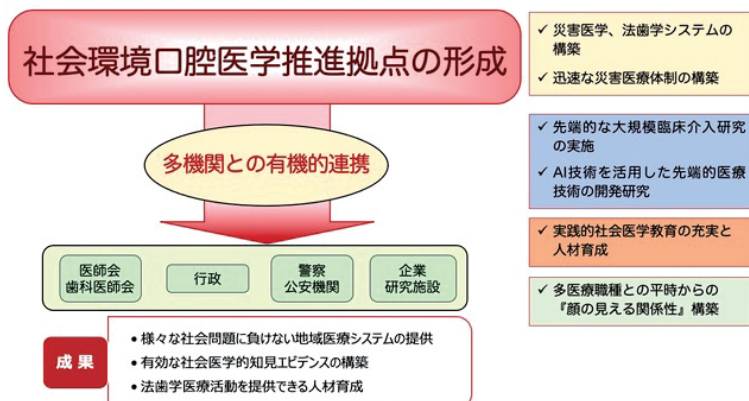 社会環境口腔医学推進拠点の形成
多機関との有機的連携
医師会
歯科医師会
行政
警察
公安機関
企業
研究施設
成果
• 様々な社会問題に負けない地域医療システムの提供
• 有効な社会医学的知見エビデンスの構築
• 法歯学医療活動を提供できる人材育成
✓ 災害医学、法歯学システムの
構築
✓ 迅速な災害医療体制の構築
✓ 先端的な大規模臨床介入研究
の実施
✓ AI技術を活用した先端的医療
技術の開発研究
✓ 実践的社会医学教育の充実と
人材育成
✓ 多医療職種との平時からの
『顔の見える関係性』構築